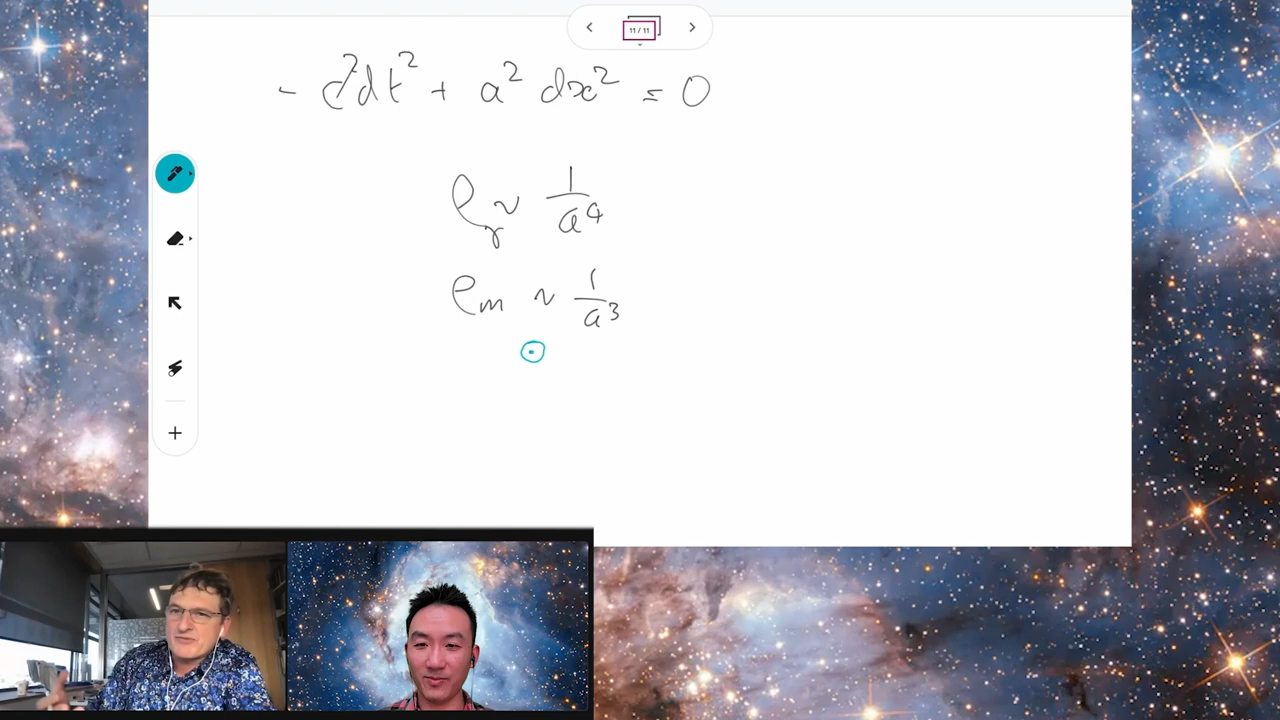 11/11
- c²dt² + a² dx² = 0
ργ ~ 1/a⁴
ρm ~ 1/a³